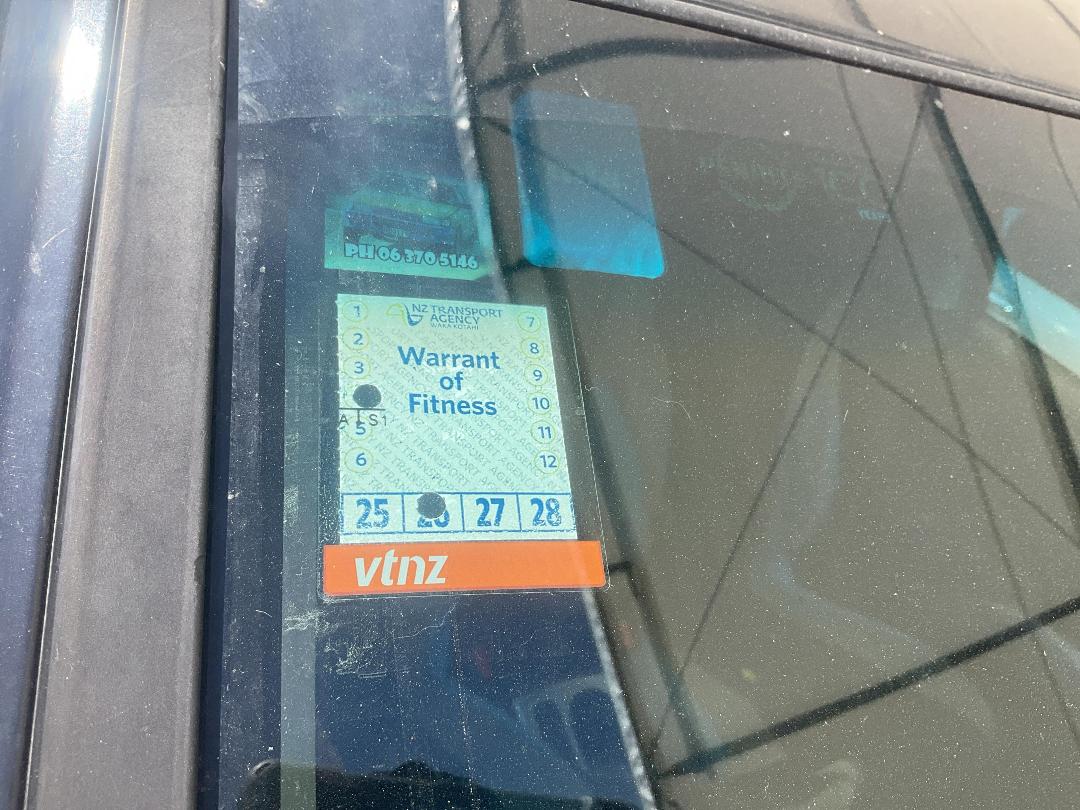 PH 06 370 5146
NZ TRANSPORT
AGENCY
WAKA KOTAHI
Warrant
of
Fitness
1
2
3
A L S1
5
6
7
8
9
10
11
12
25 26 27 28
vtnz